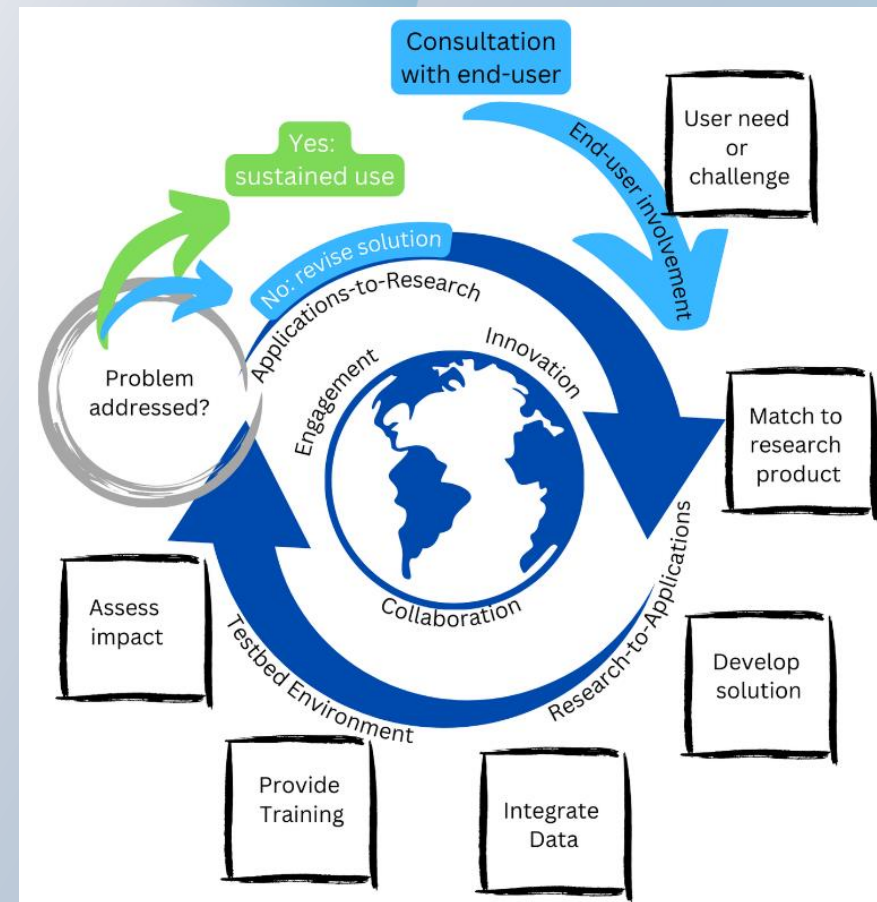 Consultation
with end-user
End-user involvement
User need
or
challenge
Yes:
sustained use
No: revise solution
Applications-to-Research
Problem
addressed?
Engagement
Innovation
Collaboration
Match to
research
product
Research-to-Applications
Develop
solution
Testbed Environment
Integrate
Data
Provide
Training
Assess
impact